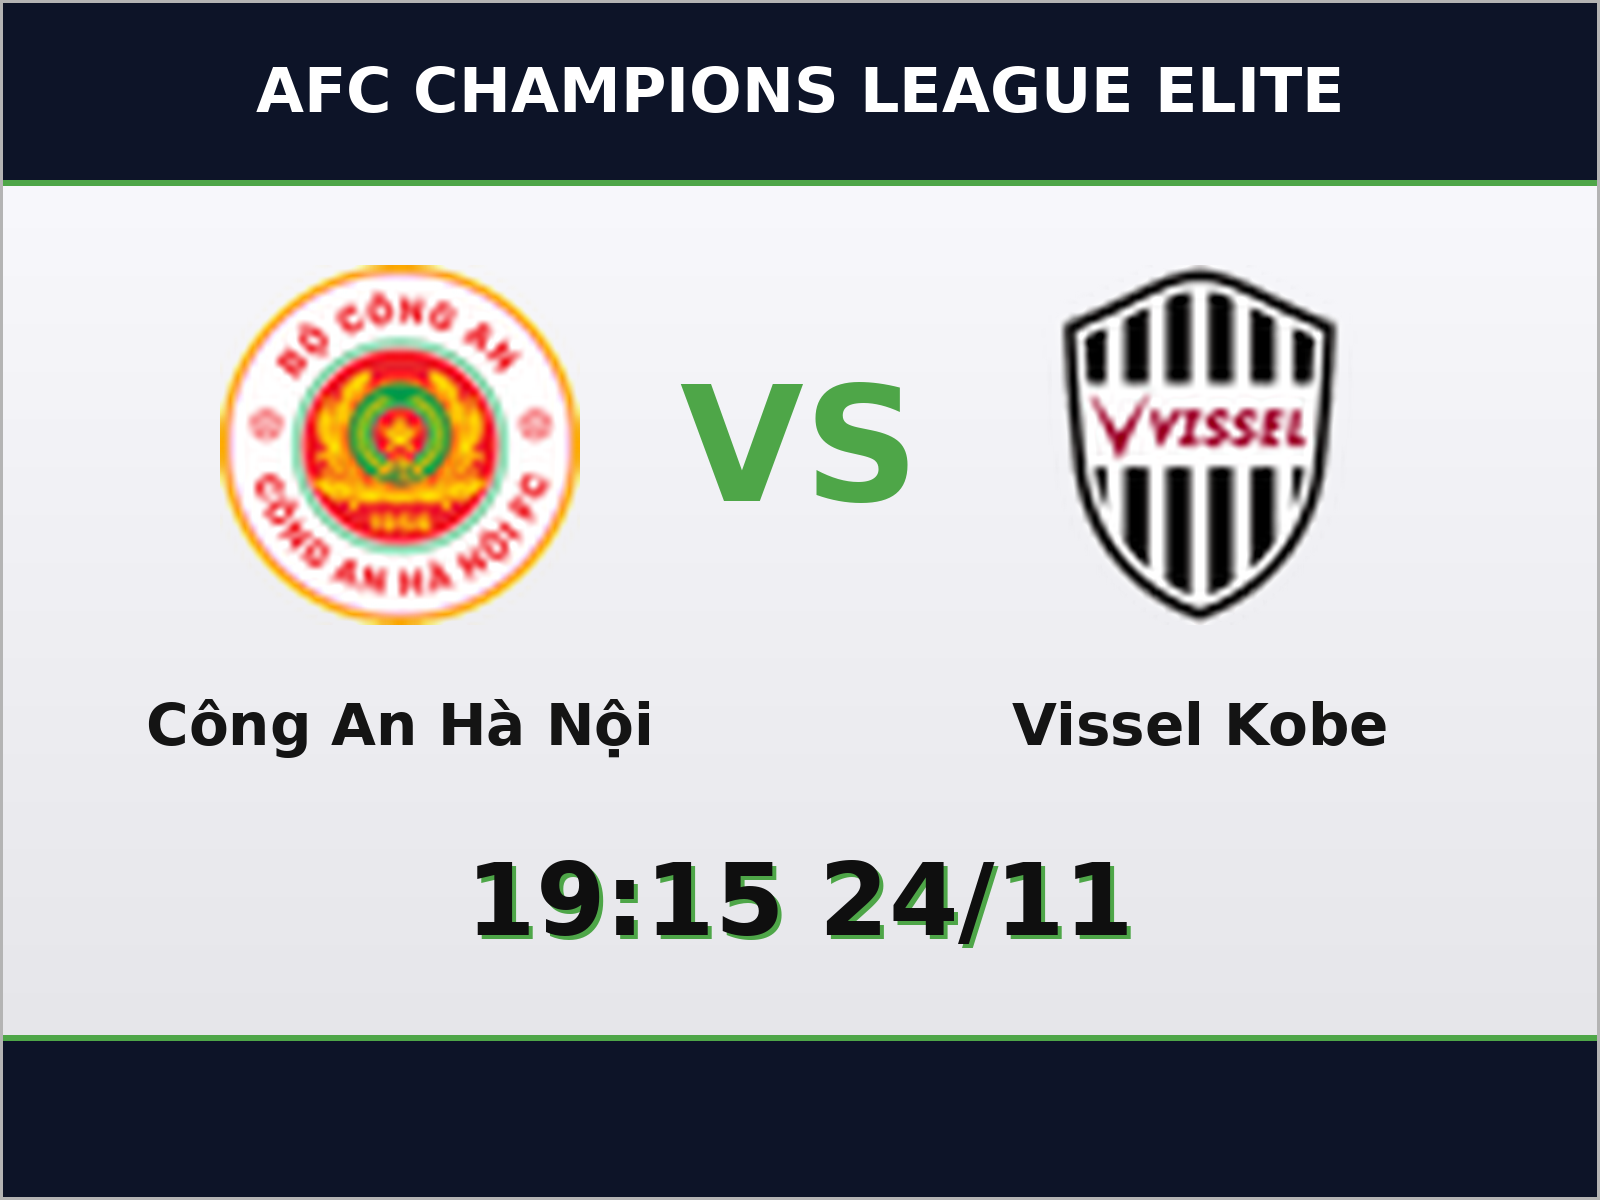 AFC CHAMPIONS LEAGUE ELITE
BỘ CÔNG AN
1956
CÔNG AN HÀ NỘI FC
VS
VISSEL
Công An Hà Nội
Vissel Kobe
19:15 24/11